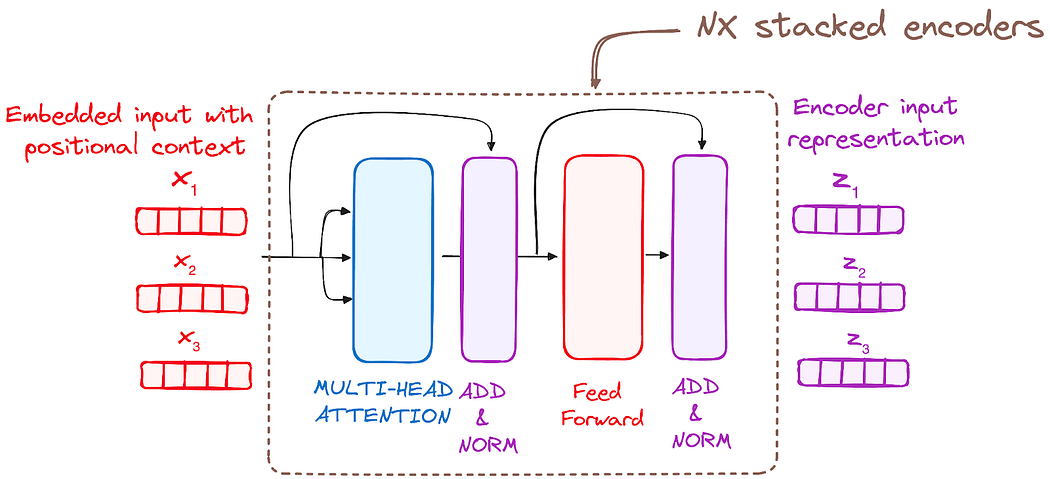 NX stacked encoders
Embedded input with
positional context
x1
x2
x3
MULTI-HEAD
ATTENTION
ADD
&
NORM
Feed
Forward
ADD
&
NORM
Encoder input
representation
z1
z2
z3